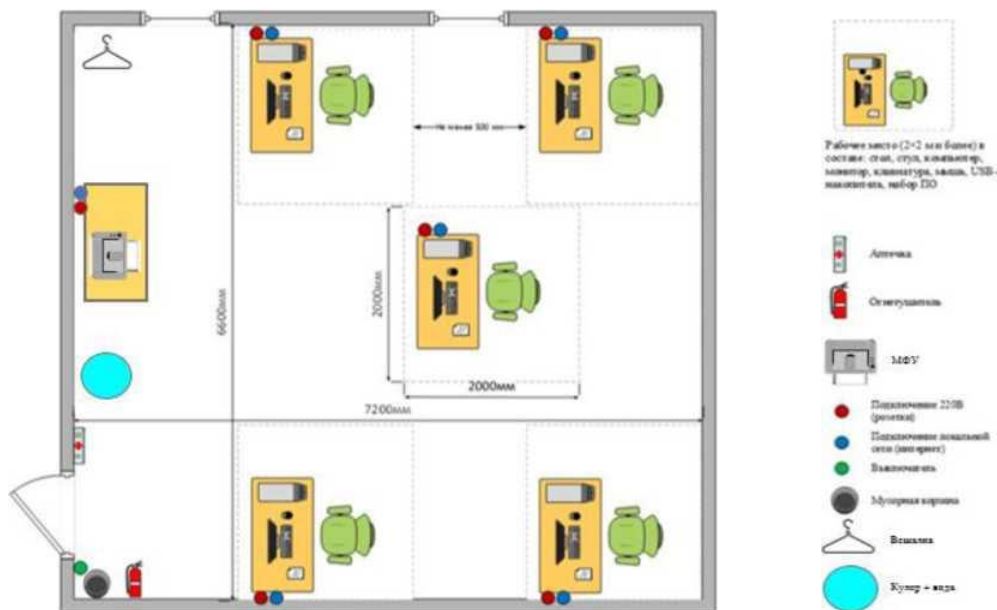 Не менее 500 мм
6600мм
2000мм
2000мм
7200мм
Рабочее место (2×2 м и более) в
составе: стол, стул, компьютер,
монитор, клавиатура, мышь, USB-
накопитель, набор ПО
Аптечка
Огнетушитель
МФУ
Подключение 220В
(розетки)
Подключение локальной
сети (интернет)
Выключатель
Мусорная корзина
Вешалка
Кулер + вода